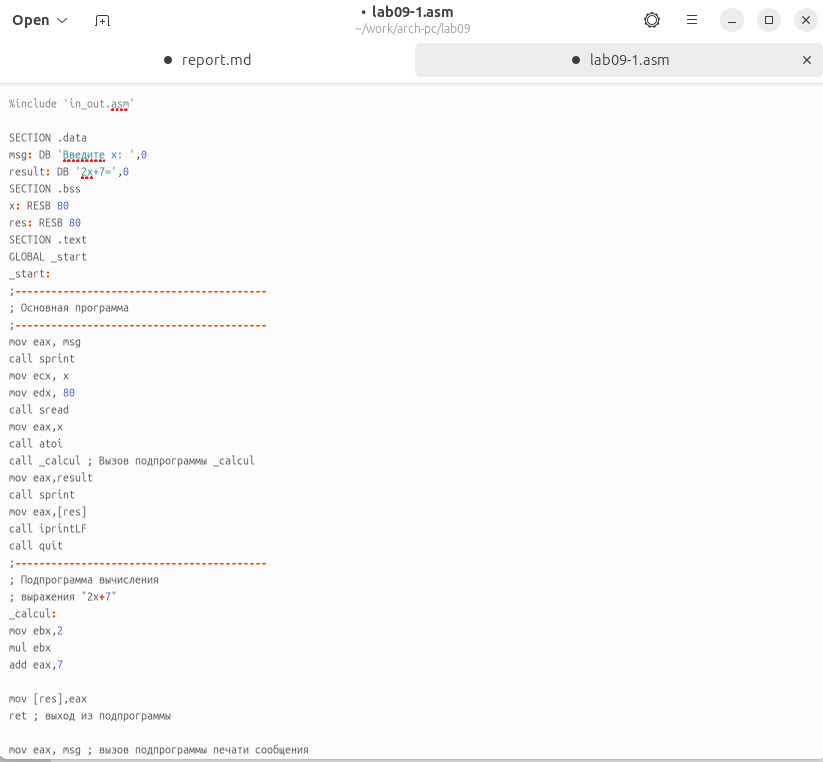 Open
• lab09-1.asm
~/work/arch-pc/lab09
report.md
lab09-1.asm
%include 'in_out.asm'
SECTION .data
msg: DB 'Введите x: ',0
result: DB '2x+7=',0
SECTION .bss
x: RESB 80
res: RESB 80
SECTION .text
GLOBAL _start
_start:
;------------------------------------------
; Основная программа
;------------------------------------------
mov eax, msg
call sprint
mov ecx, x
mov edx, 80
call sread
mov eax,x
call atoi
call _calcul ; Вызов подпрограммы _calcul
mov eax,result
call sprint
mov eax,[res]
call iprintLF
call quit
;------------------------------------------
; Подпрограмма вычисления
; выражения "2x+7"
_calcul:
mov ebx,2
mul ebx
add eax,7
mov [res],eax
ret ; выход из подпрограммы
mov eax, msg ; вызов подпрограммы печати сообщения